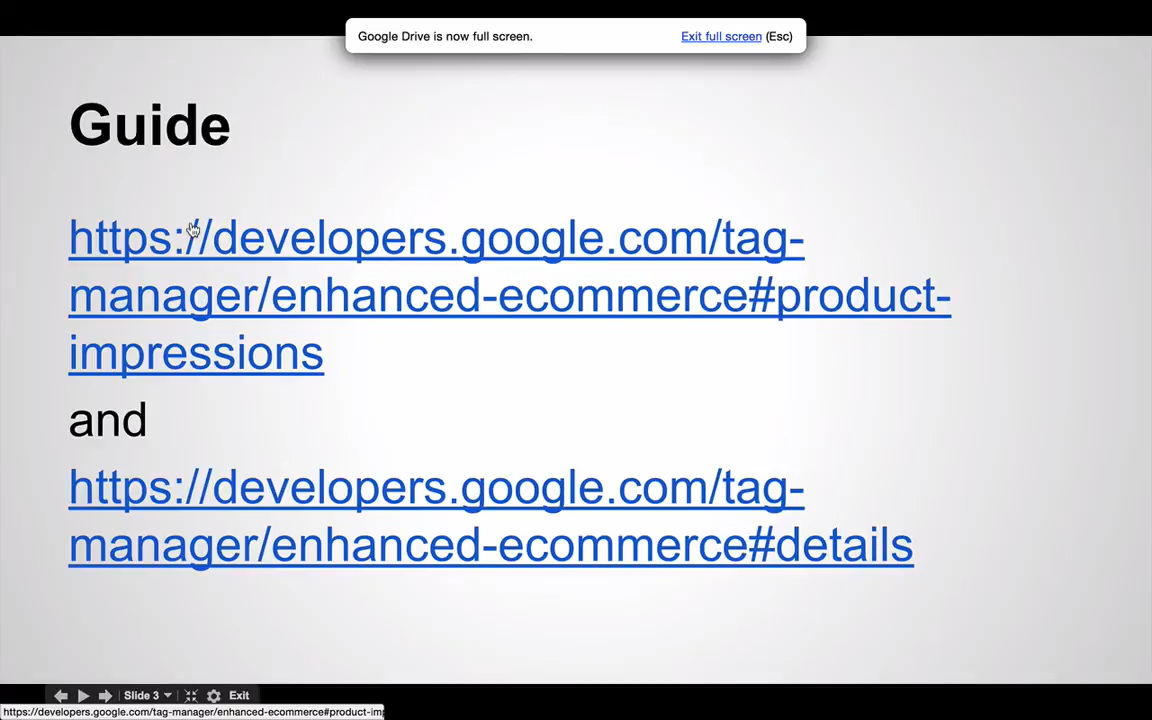 Google Drive is now full screen. Exit full screen (Esc)
Guide
https://developers.google.com/tag-
manager/enhanced-ecommerce#product-
impressions
and
https://developers.google.com/tag-
manager/enhanced-ecommerce#details
Slide 3 Exit
https://developers.google.com/tag-manager/enhanced-ecommerce#product-imp